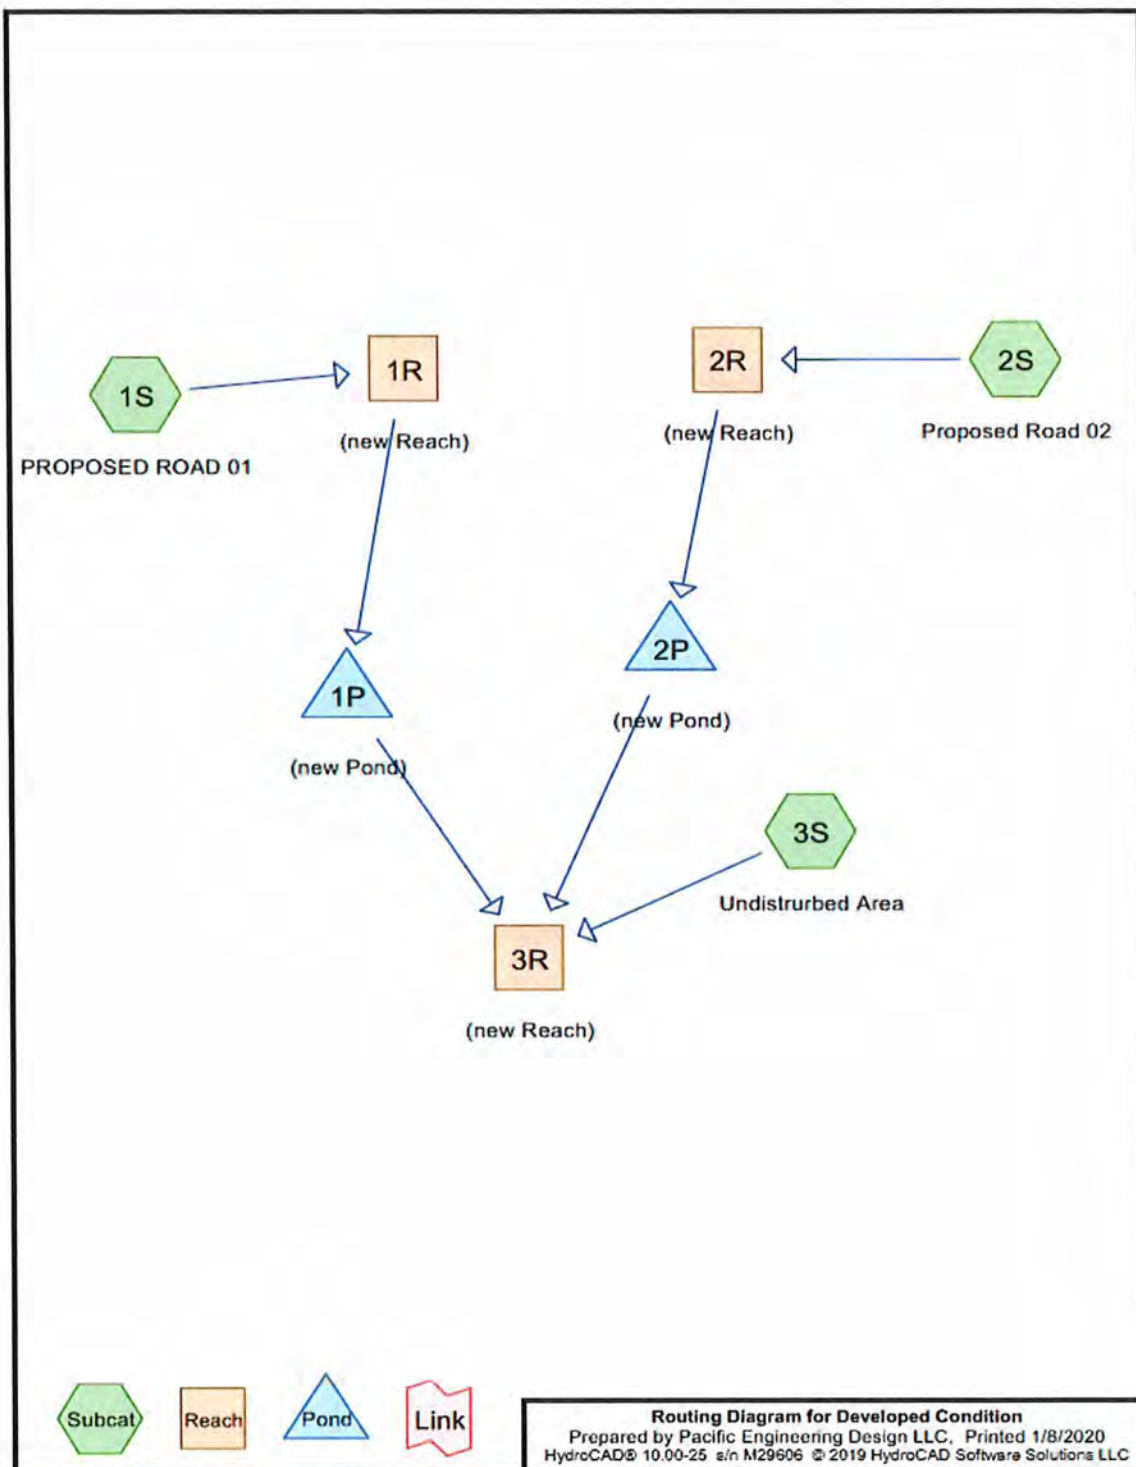 1S
PROPOSED ROAD 01
1R
(new Reach)
2R
(new Reach)
2S
Proposed Road 02
1P
(new Pond)
2P
(new Pond)
3S
Undistrurbed Area
3R
(new Reach)
Subcat
Reach
Pond
Link
Routing Diagram for Developed Condition
Prepared by Pacific Engineering Design LLC, Printed 1/8/2020
HydroCAD® 10.00-25 s/n M29606 © 2019 HydroCAD Software Solutions LLC